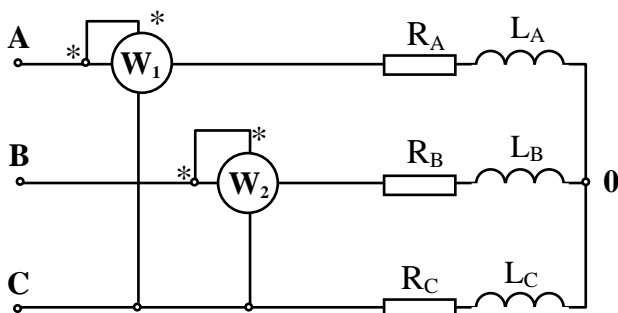 A * * W₁ R_A L_A
B * * W₂ R_B L_B 0
C R_C L_C